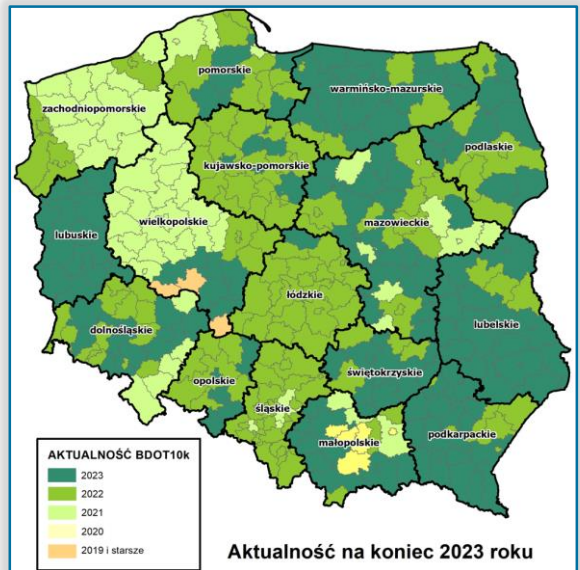 pomorskie
warmińsko-mazurskie
zachodniopomorskie
podlaskie
kujawsko-pomorskie
mazowieckie
wielkopolskie
lubuskie
łódzkie
dolnośląskie
lubelskie
opolskie
świętokrzyskie
śląskie
małopolskie
podkarpackie
AKTUALNOŚĆ BDOT10k
2023
2022
2021
2020
2019 i starsze
Aktualność na koniec 2023 roku